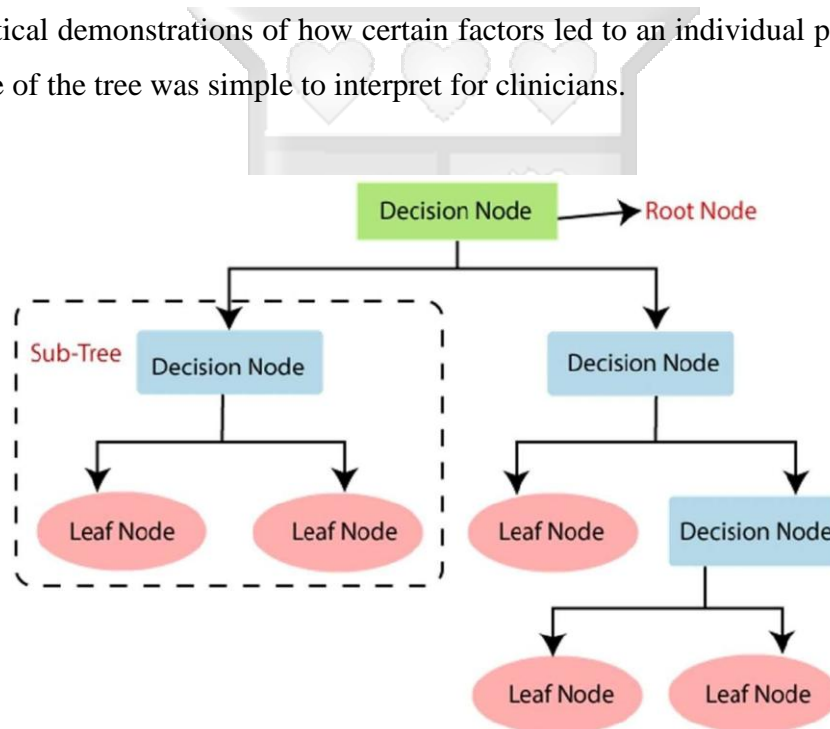 tical demonstrations of how certain factors led to an individual p
e of the tree was simple to interpret for clinicians.
Decision Node
Root Node
Sub-Tree
Decision Node
Decision Node
Leaf Node
Leaf Node
Leaf Node
Decision Node
Leaf Node
Leaf Node